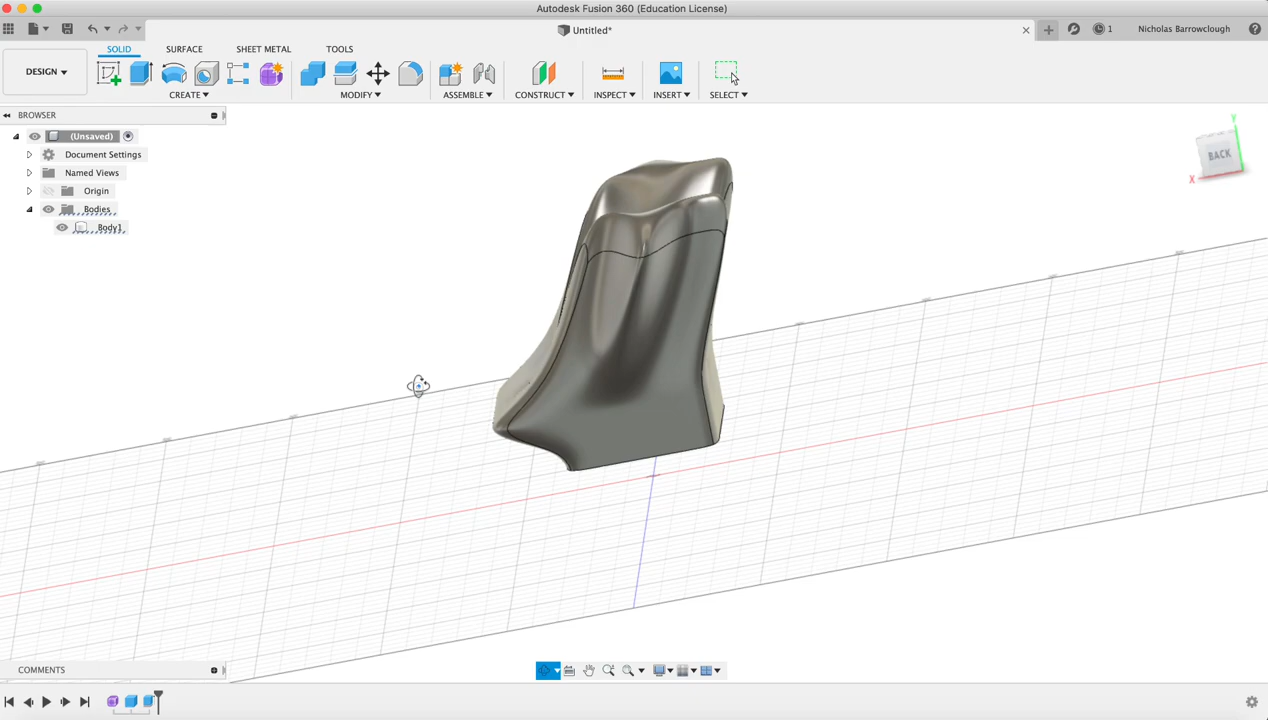 Autodesk Fusion 360 (Education License)
Untitled*
1
Nicholas Barrowclough
SOLID
SURFACE
SHEET METAL
TOOLS
DESIGN
CREATE
MODIFY
ASSEMBLE
CONSTRUCT
INSPECT
INSERT
SELECT
BROWSER
(Unsaved)
Document Settings
Named Views
Origin
Bodies
Body1
Y
BACK
X
COMMENTS